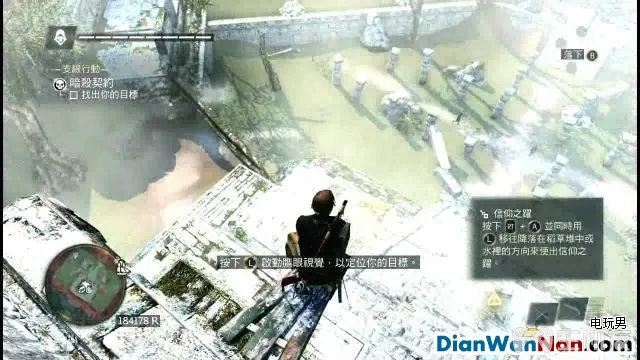 支線行動
暗殺契約
□ 找出你的目標
落下 B
信仰之躍
按下 RT + A 並同時用
L 移往降落在稻草堆中或
水裡的方向來使出信仰之
躍。
按下 L 啟動鷹眼視覺，以定位你的目標。
184178 R
电玩男
DianWanNan.com